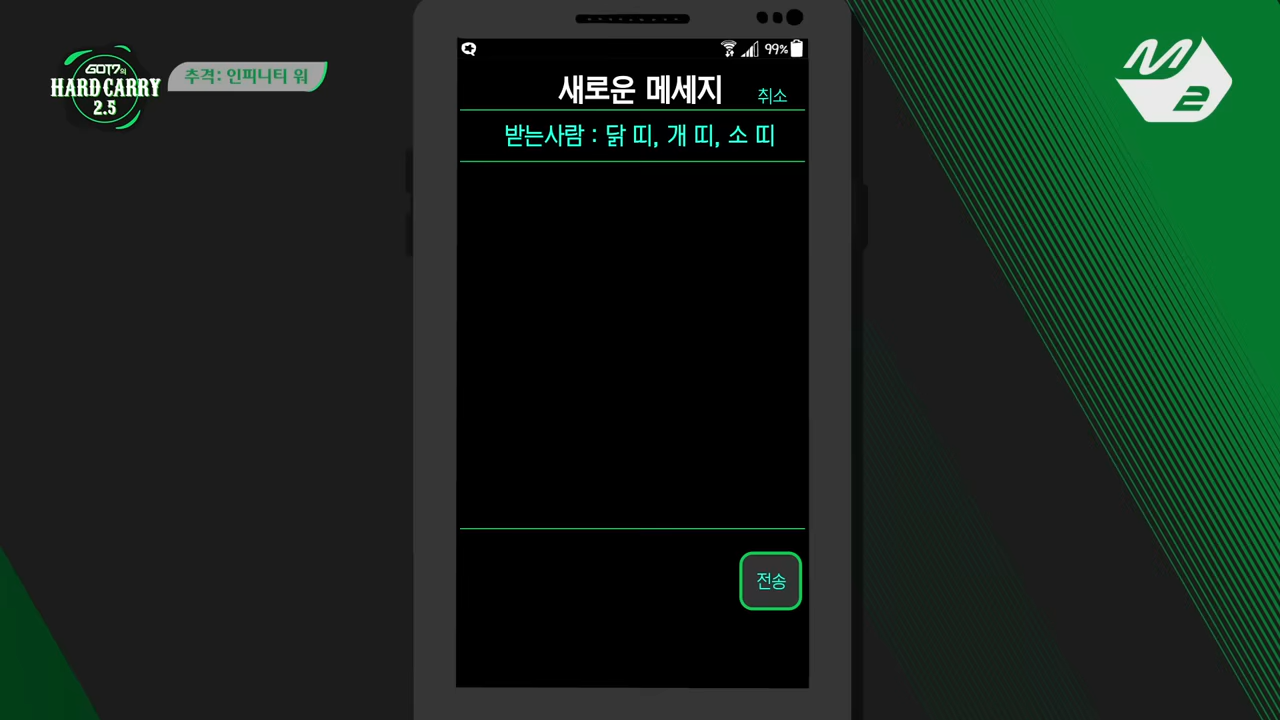 GOT7의
HARD CARRY
2.5
추격: 인피니티 워
M2
99%
새로운 메세지
취소
받는사람 : 닭 띠, 개 띠, 소 띠
전송